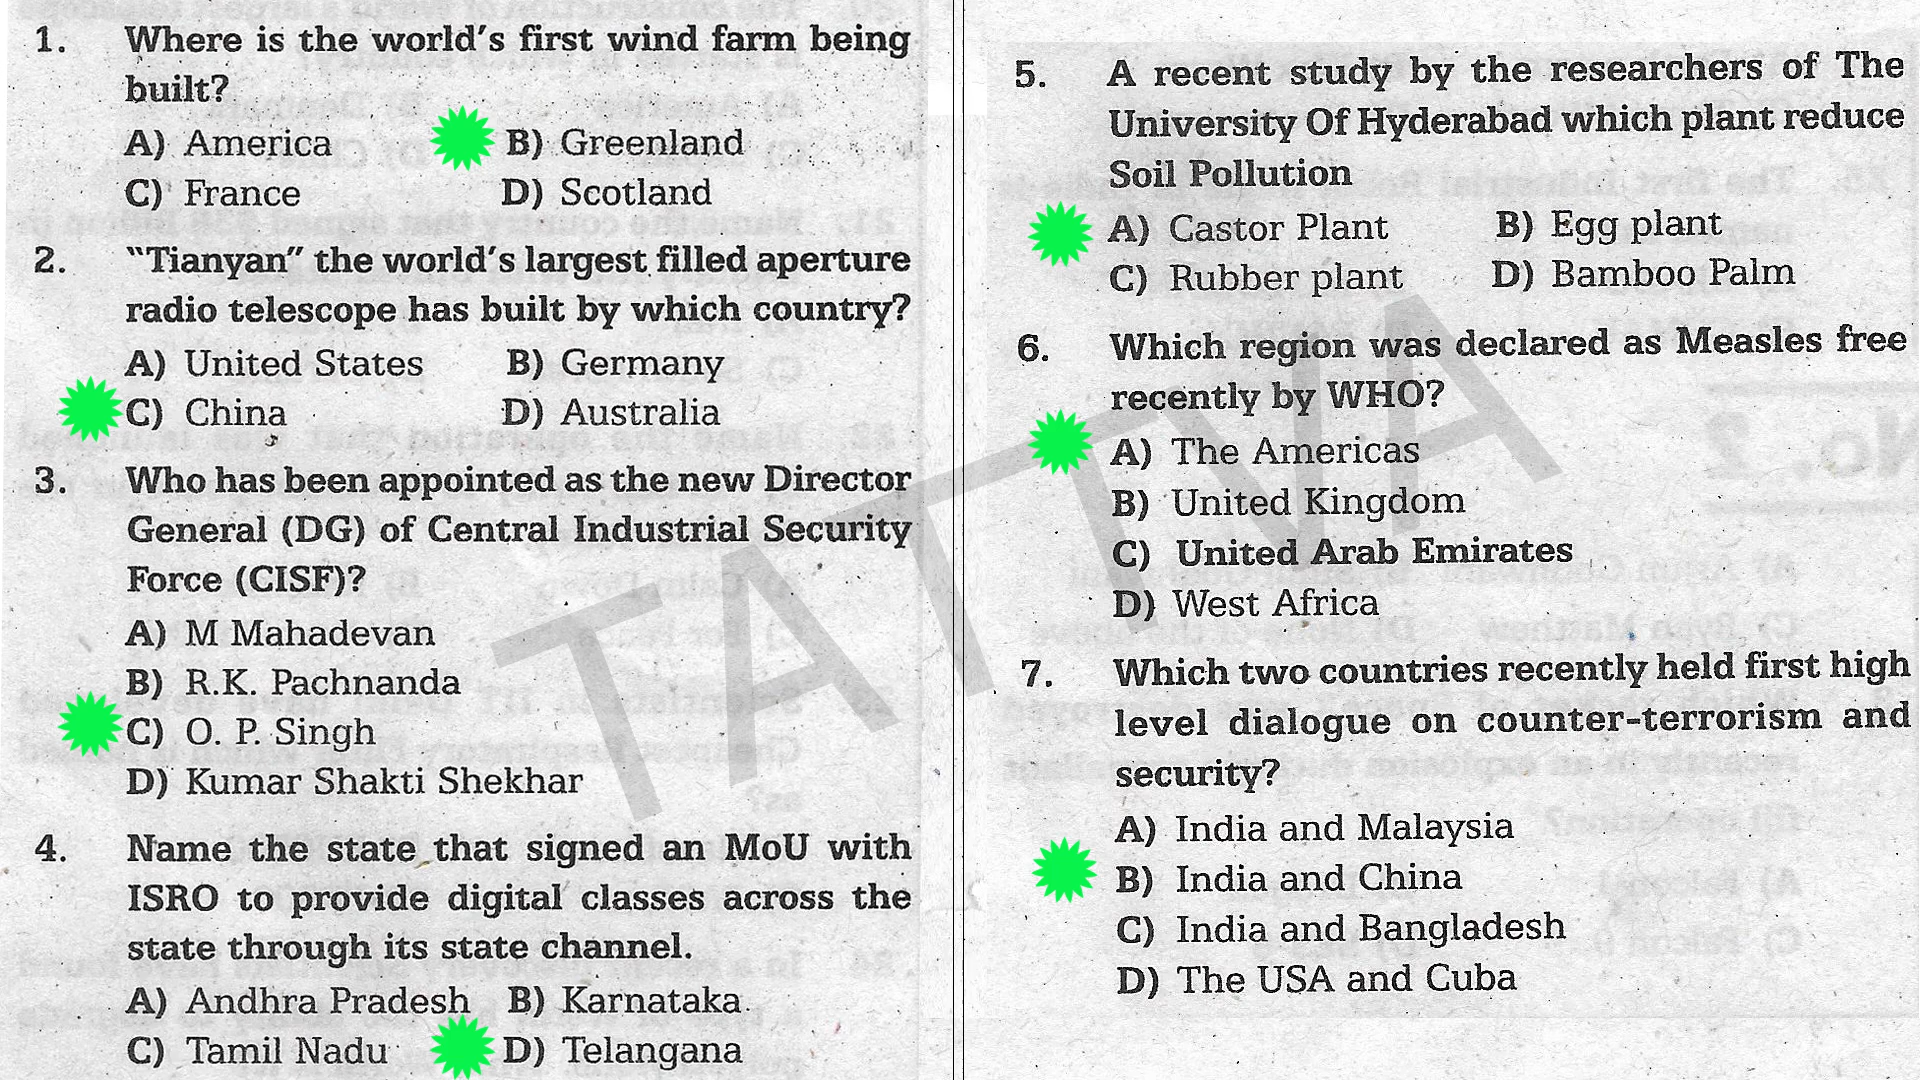 1. Where is the world's first wind farm being
built?
A) America B) Greenland
C) France D) Scotland
2. "Tianyan" the world's largest filled aperture
radio telescope has built by which country?
A) United States B) Germany
C) China D) Australia
3. Who has been appointed as the new Director
General (DG) of Central Industrial Security
Force (CISF)?
A) M Mahadevan
B) R.K. Pachnanda
C) O. P. Singh
D) Kumar Shakti Shekhar
4. Name the state that signed an MoU with
ISRO to provide digital classes across the
state through its state channel.
A) Andhra Pradesh B) Karnataka
C) Tamil Nadu D) Telangana
5. A recent study by the researchers of The
University Of Hyderabad which plant reduce
Soil Pollution
A) Castor Plant B) Egg plant
C) Rubber plant D) Bamboo Palm
6. Which region was declared as Measles free
recently by WHO?
A) The Americas
B) United Kingdom
C) United Arab Emirates
D) West Africa
7. Which two countries recently held first high
level dialogue on counter-terrorism and
security?
A) India and Malaysia
B) India and China
C) India and Bangladesh
D) The USA and Cuba
TATTVA